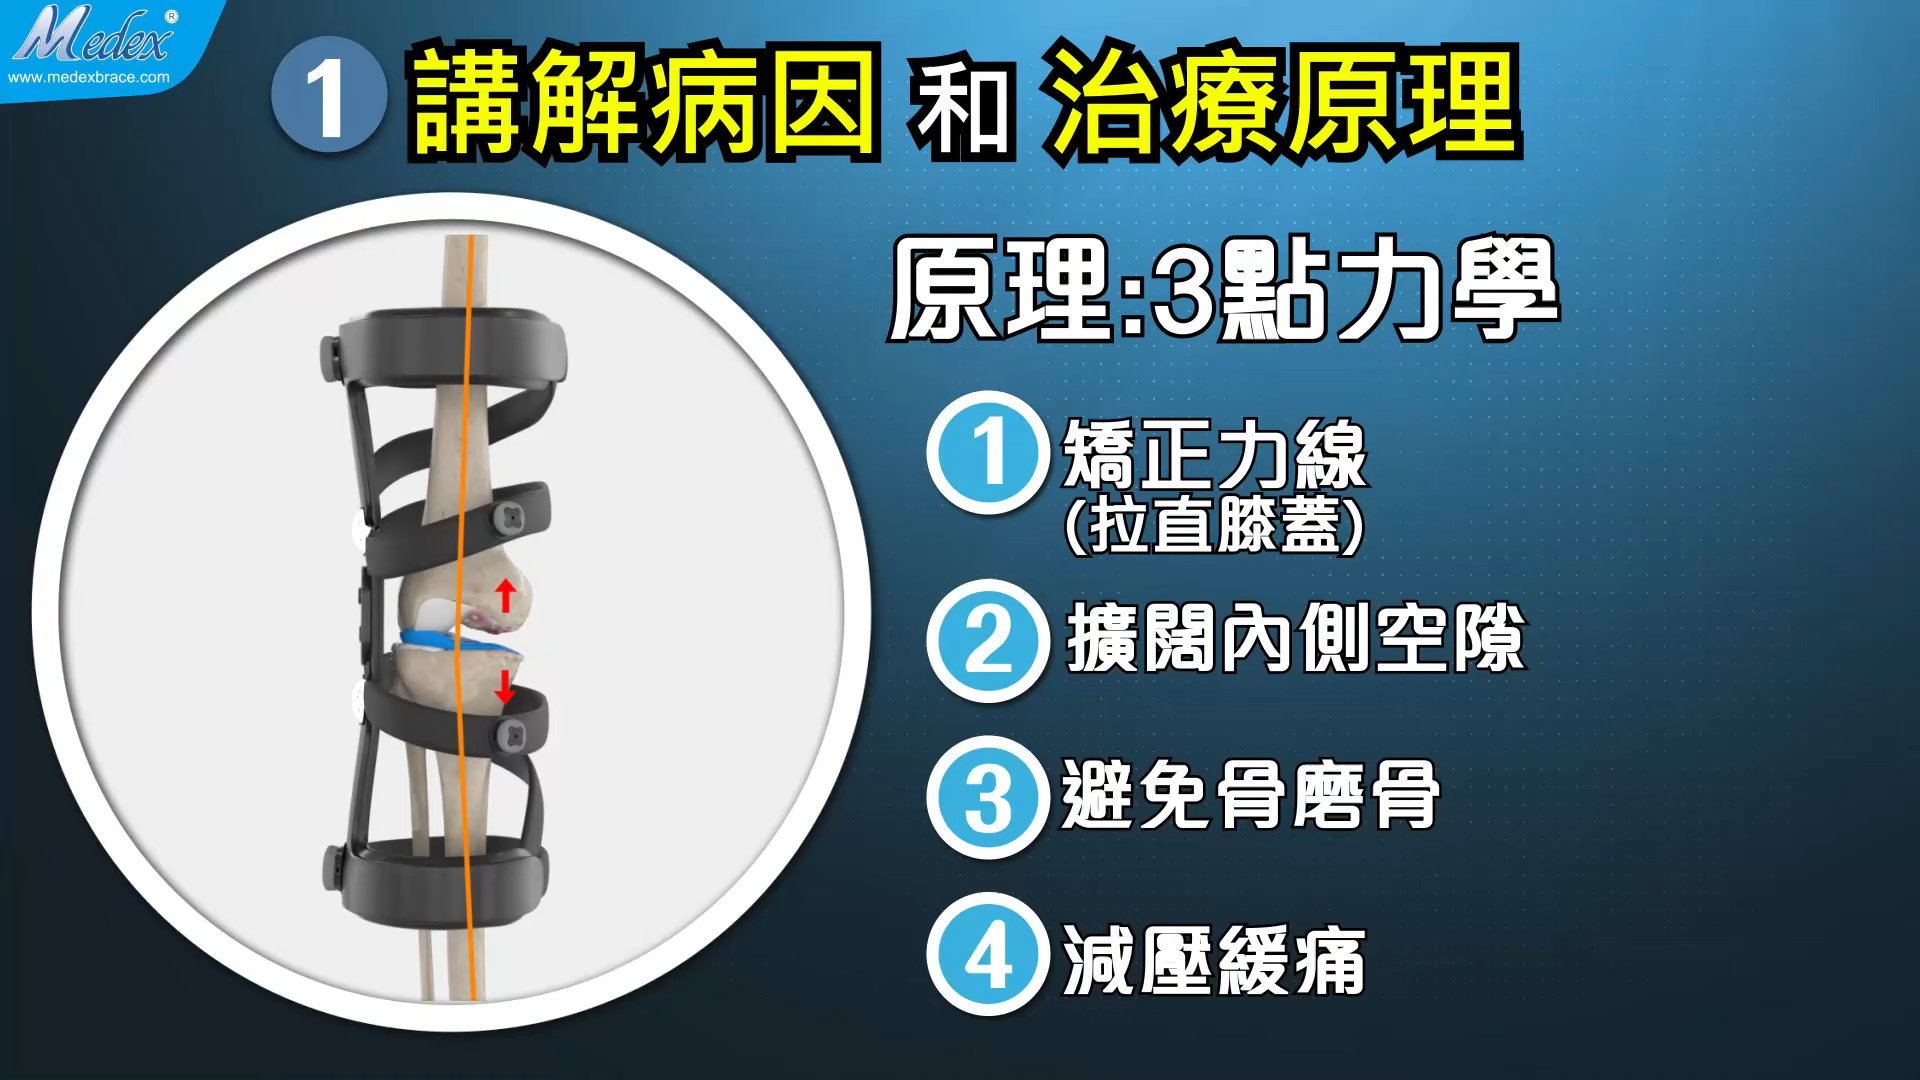 Medex®
www.medexbrace.com
1 講解病因 和 治療原理
原理:3點力學
1 矯正力線
(拉直膝蓋)
2 擴闊內側空隙
3 避免骨磨骨
4 減壓緩痛